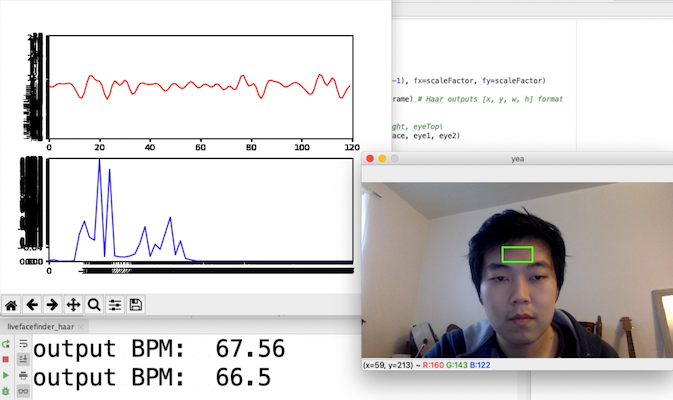 -1), fx=scaleFactor, fy=scaleFactor)
rame) # Haar outputs [x, y, w, h] format
ght, eyeTop\
ace, eye1, eye2)
0 20 40 60 80 100 120
yea
livefacefinder_haar
output BPM: 67.56
output BPM: 66.5
(x=59, y=213) ~ R:160 G:143 B:122